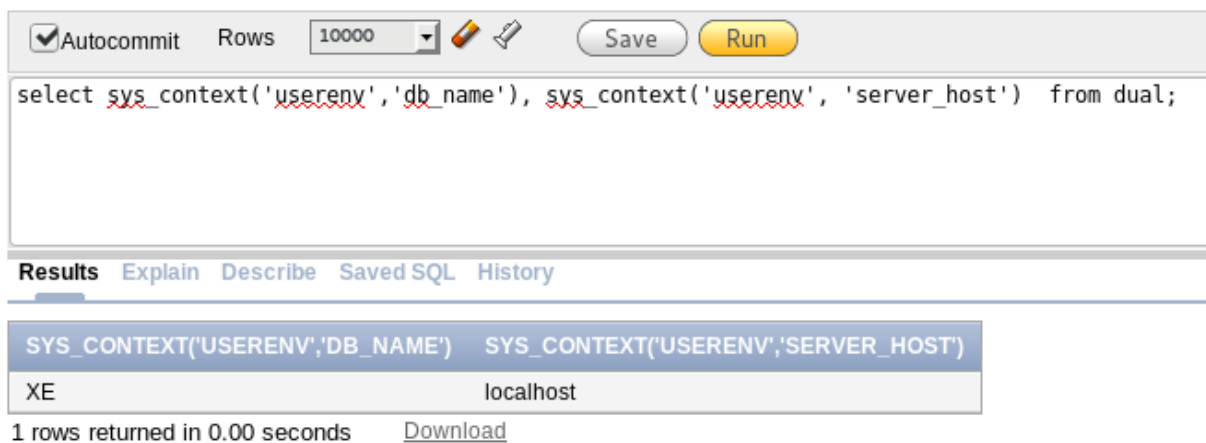 Autocommit Rows 10000 Save Run
select sys_context('userenv','db_name'), sys_context('userenv', 'server_host')  from dual;
Results Explain Describe Saved SQL History
SYS_CONTEXT('USERENV','DB_NAME') SYS_CONTEXT('USERENV','SERVER_HOST')
XE localhost
1 rows returned in 0.00 seconds Download